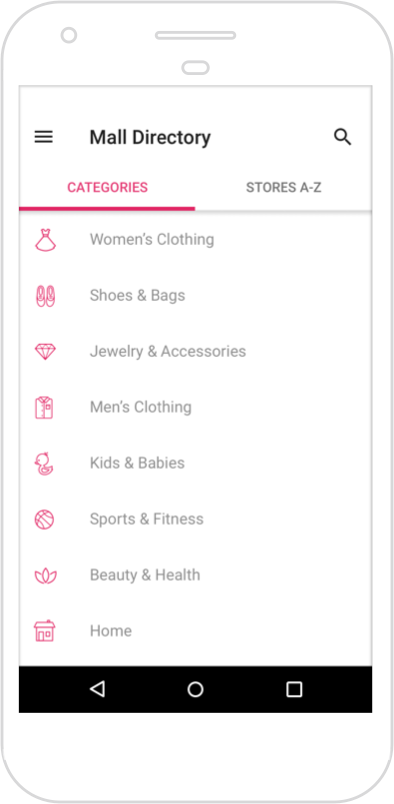 Mall Directory
CATEGORIES STORES A-Z
Women’s Clothing
Shoes & Bags
Jewelry & Accessories
Men’s Clothing
Kids & Babies
Sports & Fitness
Beauty & Health
Home